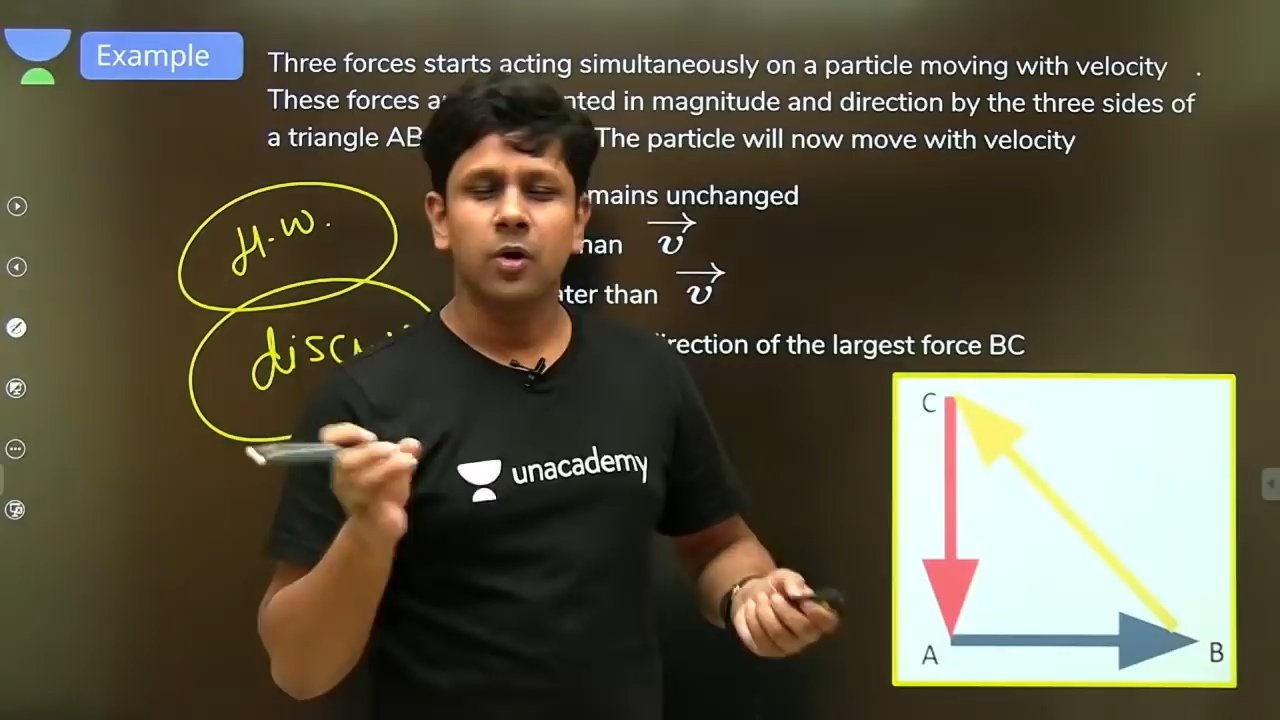 Example
Three forces starts acting simultaneously on a particle moving with velocity .
These forces nted in magnitude and direction by the three sides of
a triangle AB The particle will now move with velocity
mains unchanged
han v
ater than v
irection of the largest force BC
H.W.
disc
unacademy
C
A
B